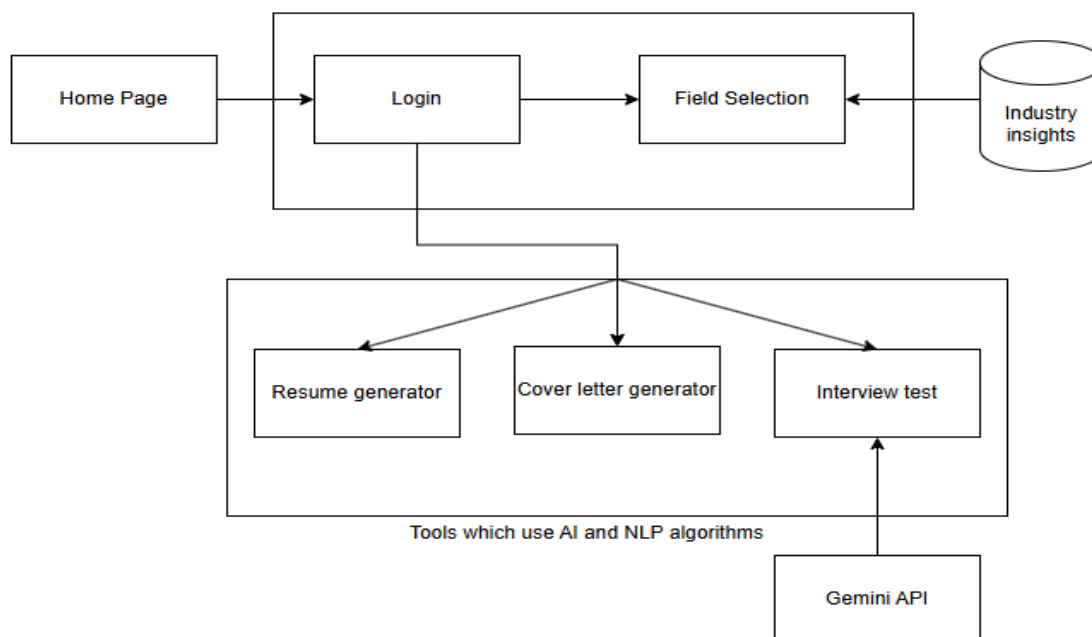 Home Page
Login
Field Selection
Industry
insights
Resume generator
Cover letter generator
Interview test
Tools which use AI and NLP algorithms
Gemini API